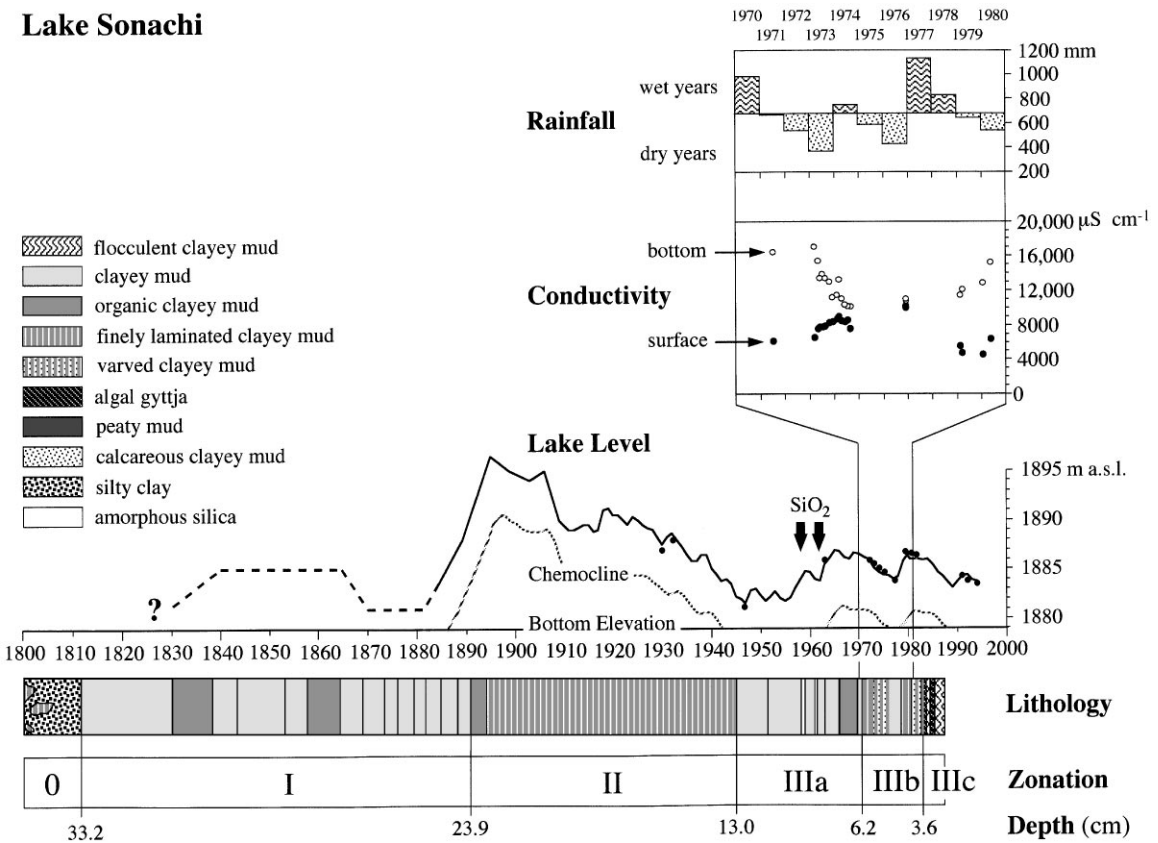 Lake Sonachi
1970 1972 1974 1976 1978 1980
1971 1973 1975 1977 1979
1200 mm
1000
800
600
400
200
wet years
Rainfall
dry years
20,000 µS cm-1
16,000
12,000
8000
4000
0
bottom
Conductivity
surface
flocculent clayey mud
clayey mud
organic clayey mud
finely laminated clayey mud
varved clayey mud
algal gyttja
peaty mud
calcareous clayey mud
silty clay
amorphous silica
Lake Level
1895 m a.s.l.
1890
1885
1880
SiO2
Chemocline
Bottom Elevation
?
1800 1810 1820 1830 1840 1850 1860 1870 1880 1890 1900 1910 1920 1930 1940 1950 1960 1970 1980 1990 2000
Lithology
0 I II IIIa IIIb IIIc Zonation
33.2 23.9 13.0 6.2 3.6 Depth (cm)